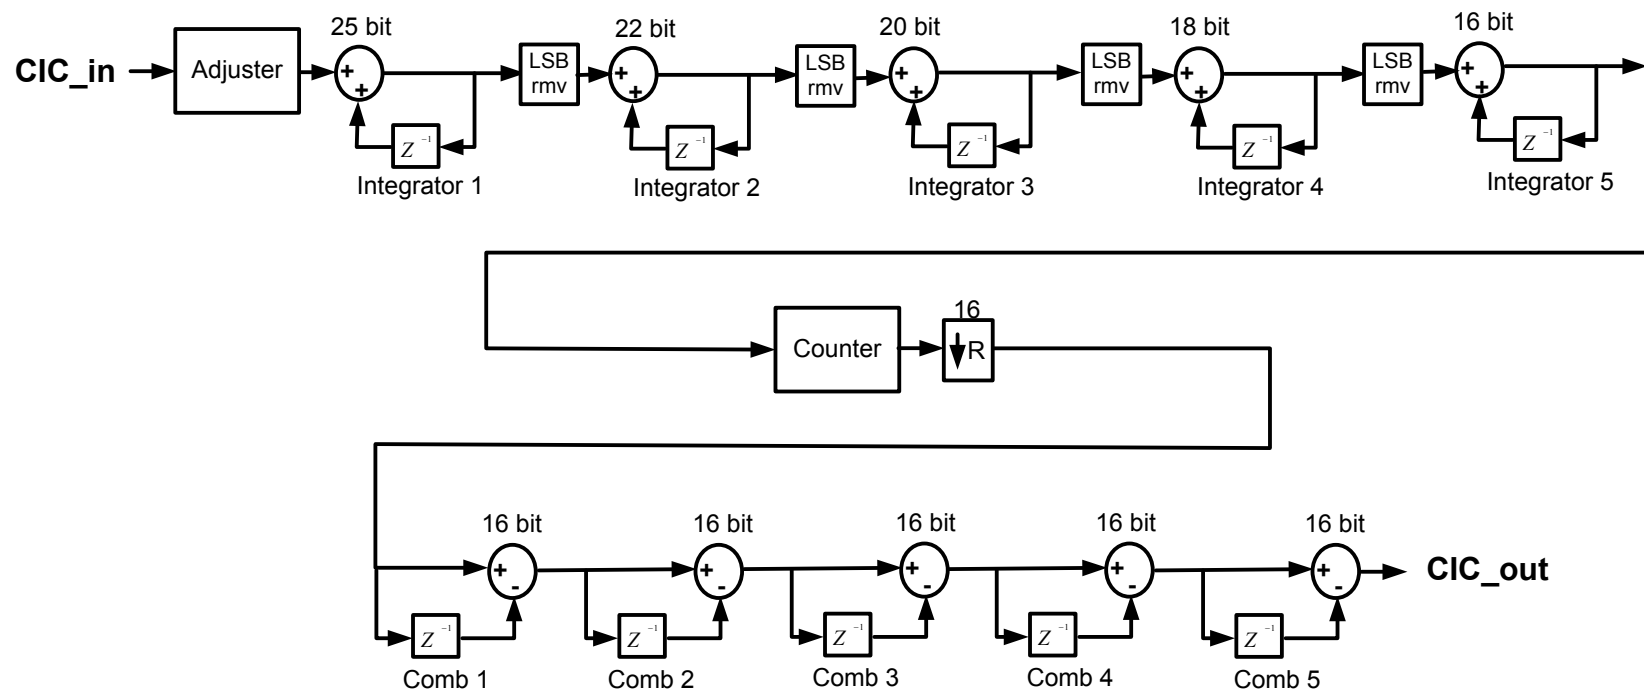 25 bit
22 bit
20 bit
18 bit
16 bit
CIC_in
Adjuster
+
+
LSB
rmv
+
+
LSB
rmv
+
+
LSB
rmv
+
+
LSB
rmv
+
+
Z⁻¹
Z⁻¹
Z⁻¹
Z⁻¹
Z⁻¹
Integrator 1
Integrator 2
Integrator 3
Integrator 4
Integrator 5
16
Counter
R
16 bit
16 bit
16 bit
16 bit
16 bit
+
-
+
-
+
-
+
-
+
-
CIC_out
Z⁻¹
Z⁻¹
Z⁻¹
Z⁻¹
Z⁻¹
Comb 1
Comb 2
Comb 3
Comb 4
Comb 5